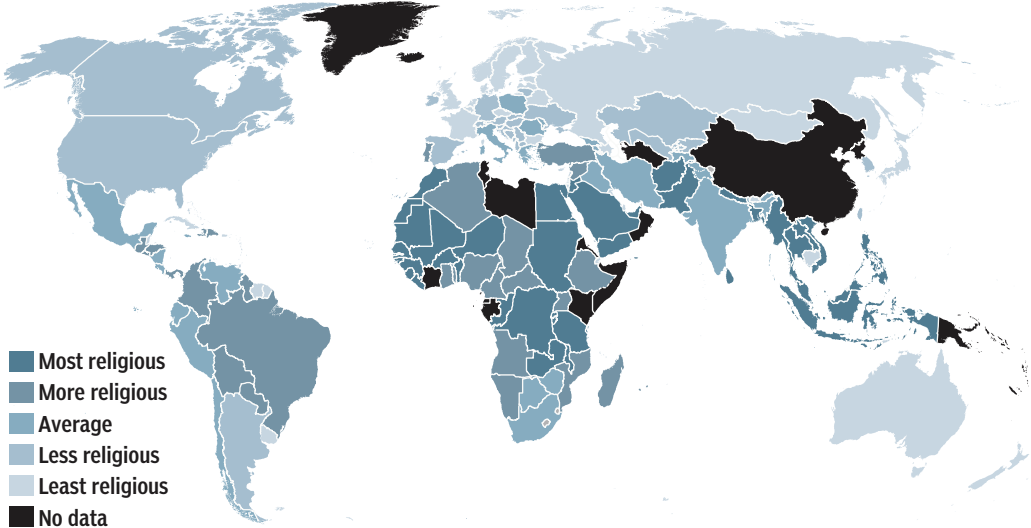 Most religious
More religious
Average
Less religious
Least religious
No data